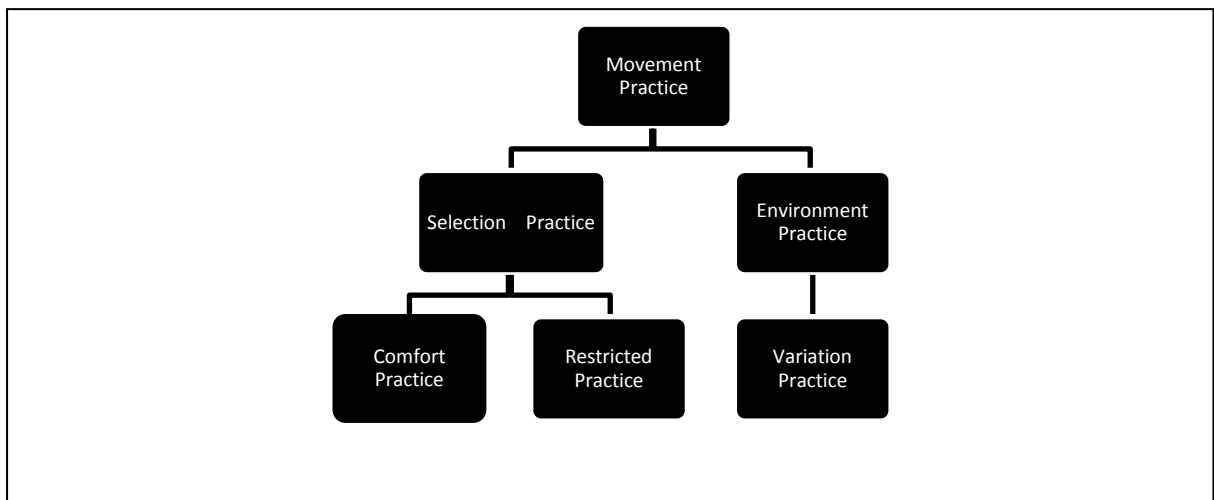 Movement
Practice
Selection Practice
Environment
Practice
Comfort
Practice
Restricted
Practice
Variation
Practice